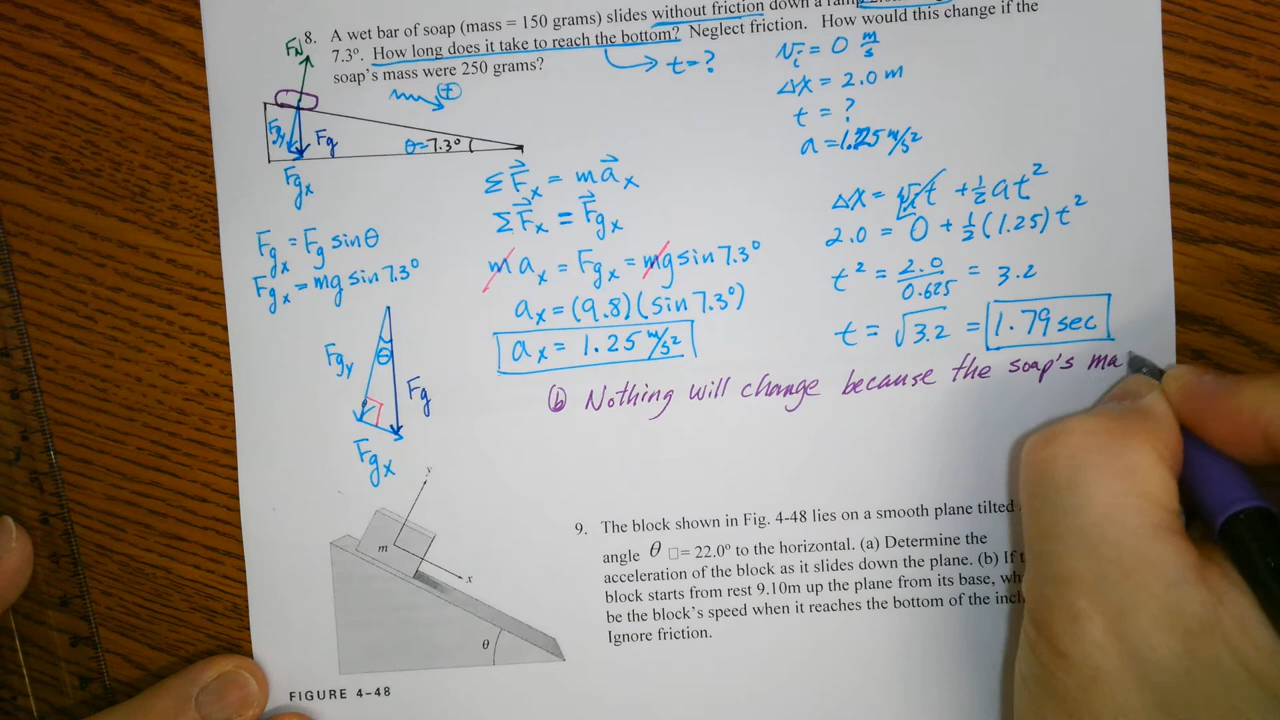 8. A wet bar of soap (mass = 150 grams) slides without friction down a
7.3°. How long does it take to reach the bottom? Neglect friction. How would this change if the
soap's mass were 250 grams?
t = ?
FN
+
Fgy
Fg
θ=7.3°
Fgx
Vi = 0 m/s
Δx = 2.0 m
t = ?
a = 1.25 m/s²
Fgx = Fg sinθ
Fgx = mg sin 7.3°
Fgy
θ
Fg
Fgx
ΣFx = max
ΣFx = Fgx
max = Fgx = mg sin 7.3°
ax = (9.8)(sin 7.3°)
ax = 1.25 m/s²
Δx = Vit + ½at²
2.0 = 0 + ½(1.25)t²
t² = 2.0/0.625 = 3.2
t = √3.2 = 1.79 sec
(b) Nothing will change because the soap's ma
y
m
x
θ
FIGURE 4-48
9. The block shown in Fig. 4-48 lies on a smooth plane tilted
angle θ □= 22.0° to the horizontal. (a) Determine the
acceleration of the block as it slides down the plane. (b) If
block starts from rest 9.10m up the plane from its base,
be the block's speed when it reaches the bottom of the
Ignore friction.